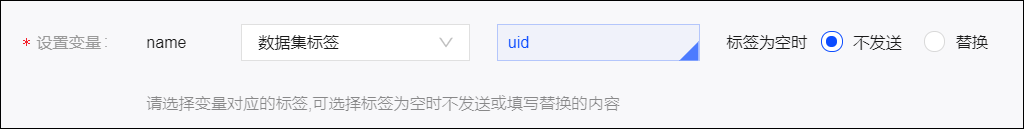 * 设置变量: name 数据集标签 uid 标签为空时 不发送 替换
请选择变量对应的标签,可选择标签为空时不发送或填写替换的内容